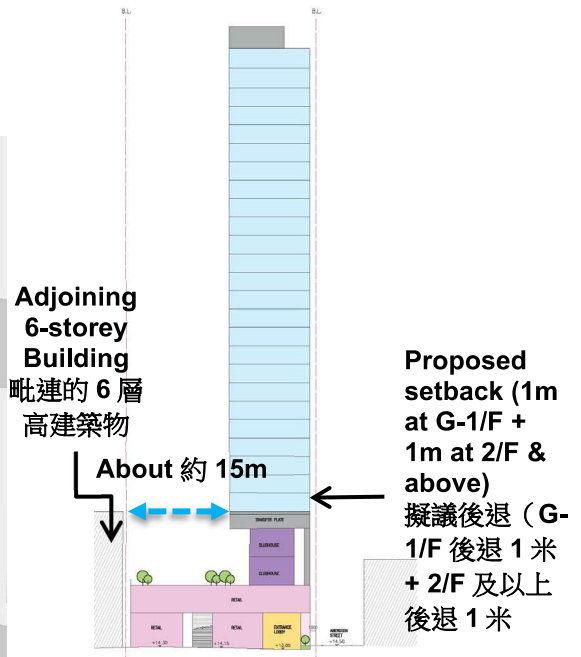 B.L.
B.L.
Adjoining
6-storey
Building
毗連的 6 層
高建築物
About 約 15m
Proposed
setback (1m
at G-1/F +
1m at 2/F &
above)
擬議後退（G-
1/F 後退 1 米
+ 2/F 及以上
後退 1 米
TRANSFER PLATE
CLUBHOUSE
CLUBHOUSE
RETAIL
RETAIL
RETAIL
ENTRANCE
LOBBY
ABERDEEN
STREET
+14.50